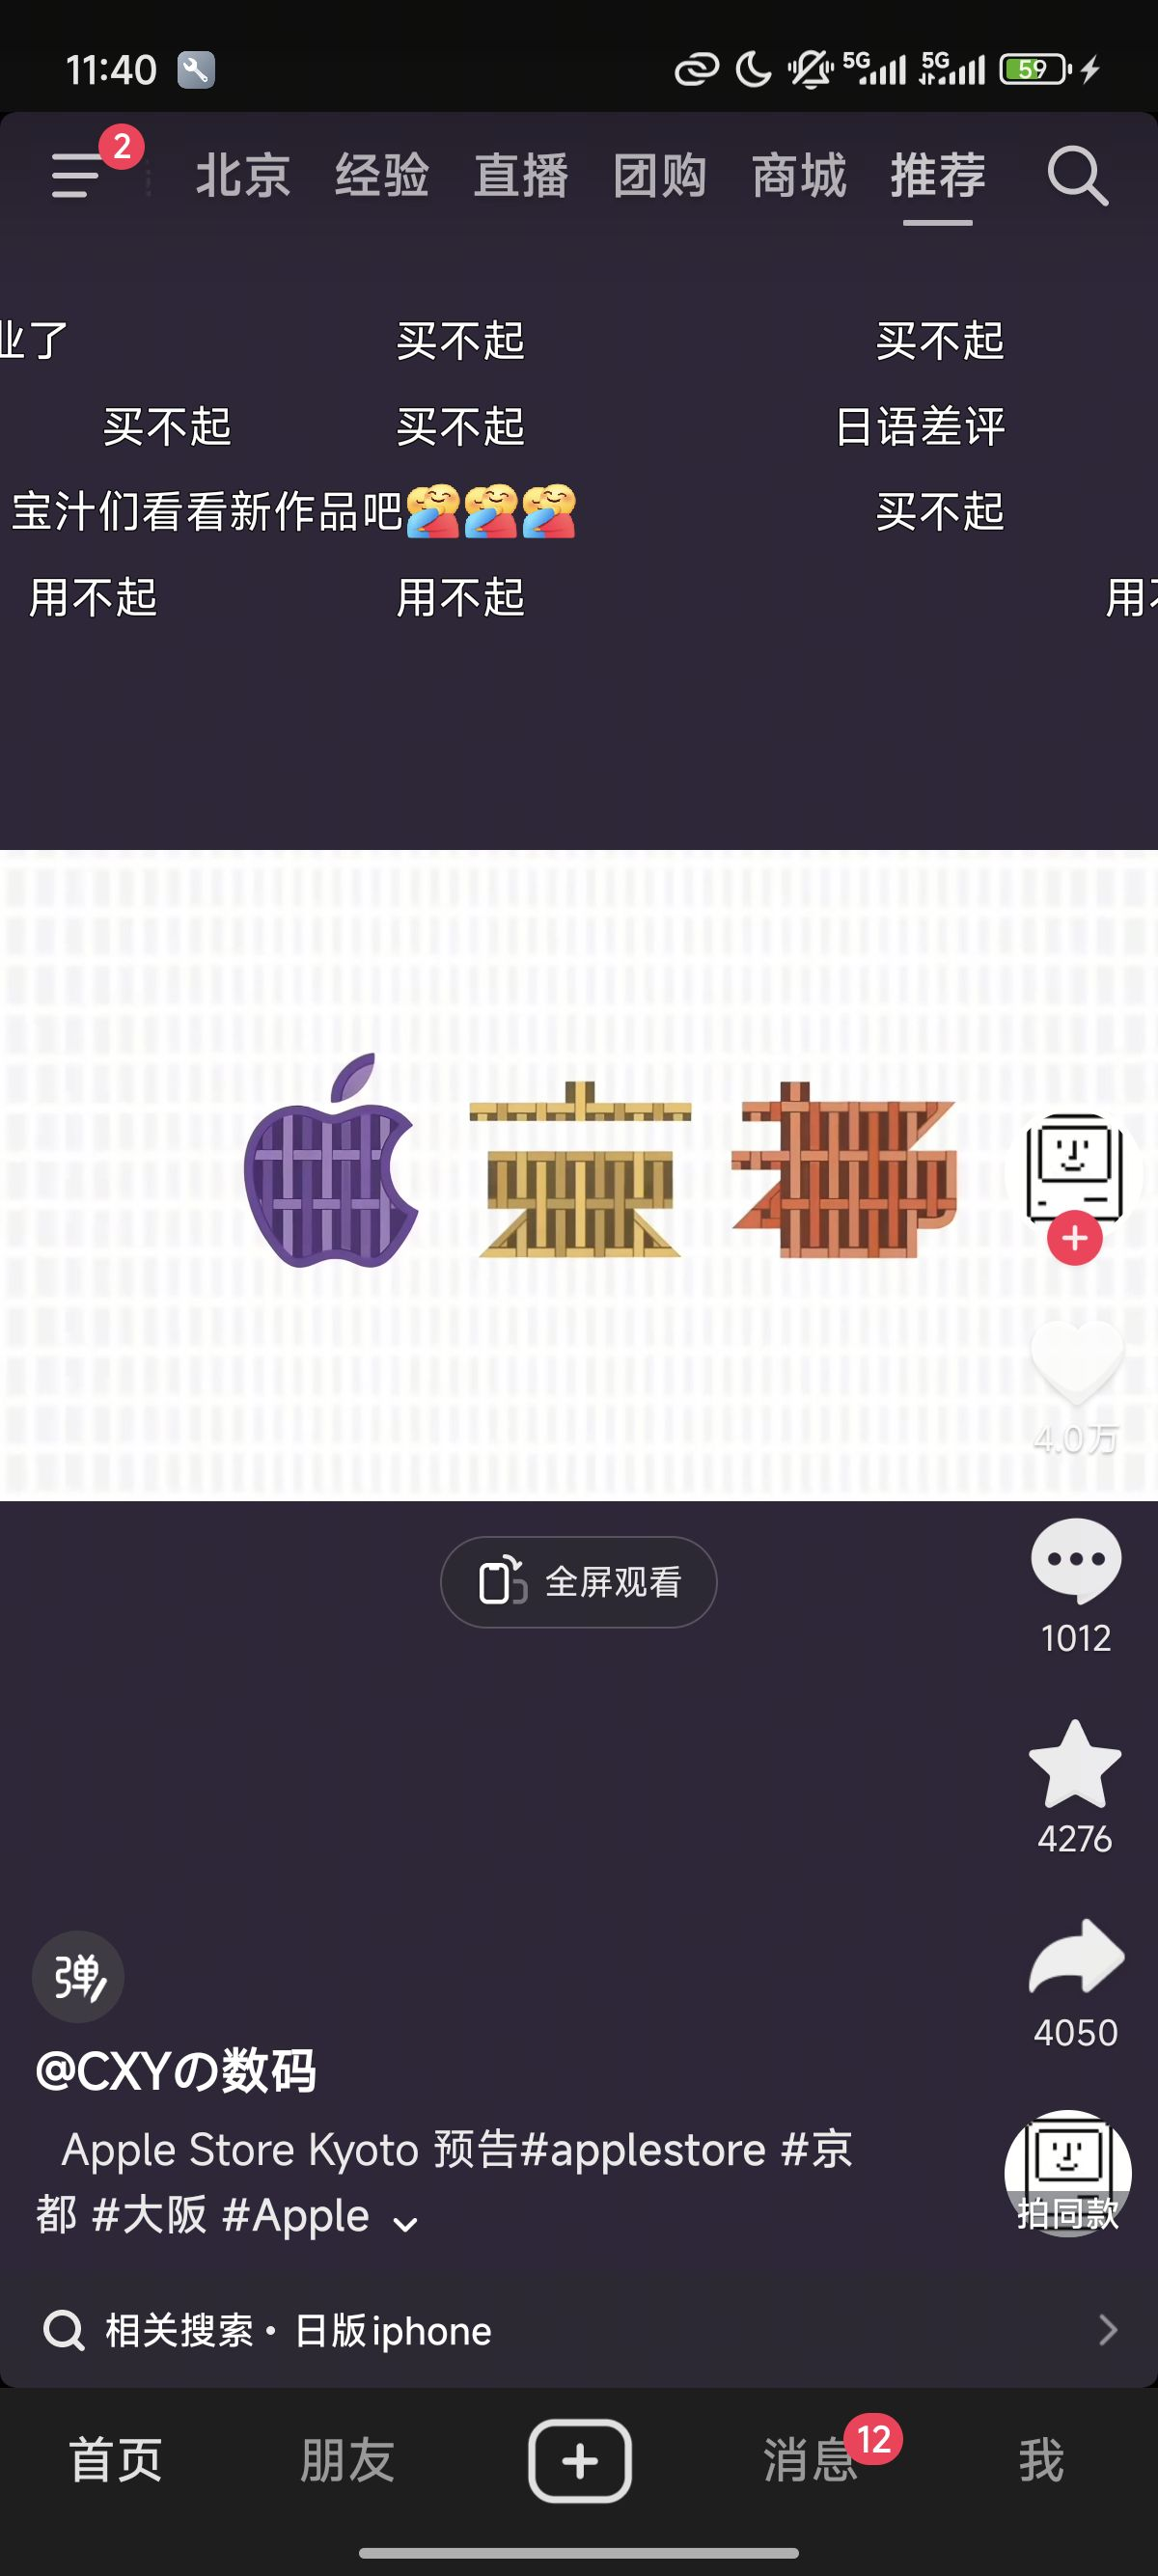 11:40
5G 5G 59
2
北京 经验 直播 团购 商城 推荐
业了 买不起 买不起
买不起 买不起 日语差评
宝汁们看看新作品吧🥰🥰🥰 买不起
用不起 用不起 用不
京都
4.0万
全屏观看
1012
4276
弹
4050
@CXYの数码
Apple Store Kyoto 预告#applestore #京
都 #大阪 #Apple
拍同款
相关搜索 • 日版iphone
首页 朋友 消息 12 我